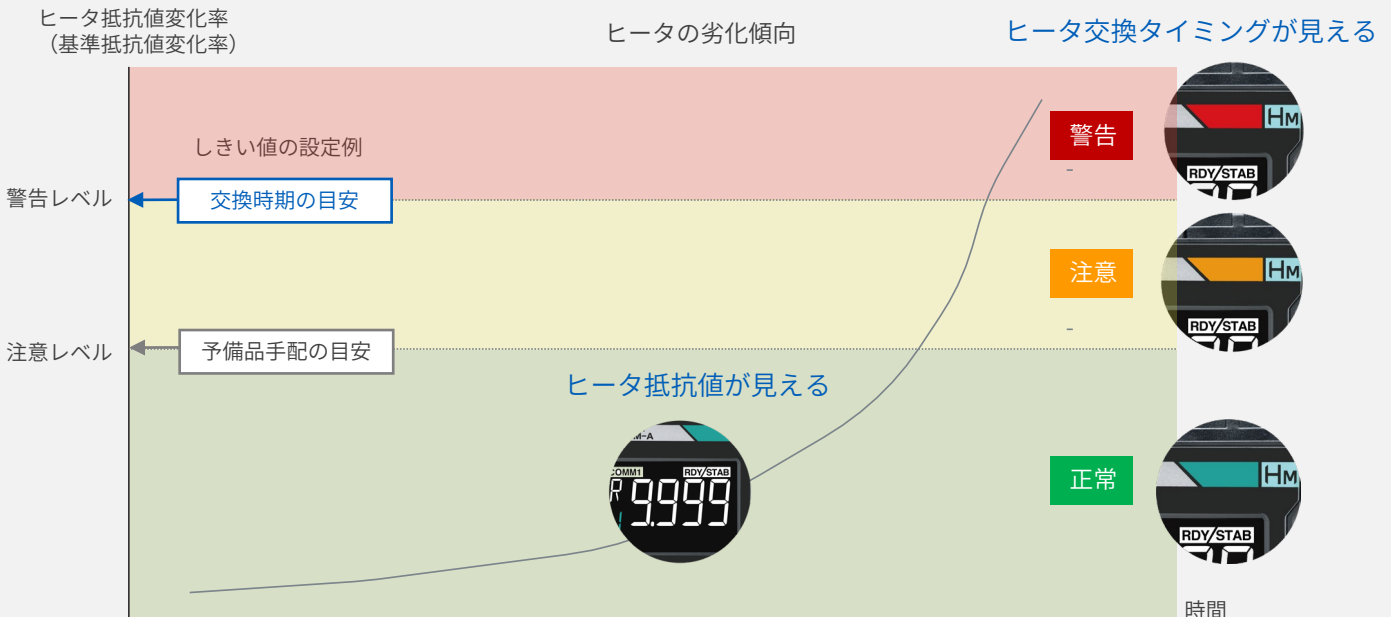 ヒータ抵抗値変化率
（基準抵抗値変化率）
ヒータの劣化傾向
ヒータ交換タイミングが見える
しきい値の設定例
警告
-
HM
RDY/STAB
警告レベル
交換時期の目安
注意
-
HM
RDY/STAB
注意レベル
予備品手配の目安
ヒータ抵抗値が見える
M-A
COMM1
RDY/STAB
R
9.999
正常
HM
RDY/STAB
時間